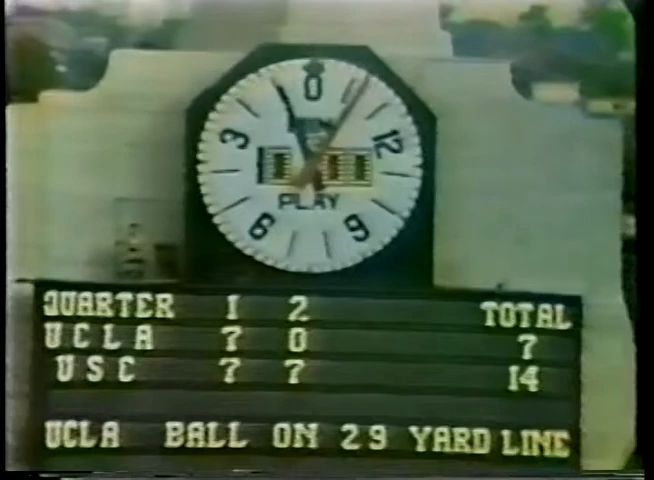 0
3 12
PLAY
6 9
QUARTER 1 2 TOTAL
UCLA 7 0 7
USC 7 7 14
UCLA BALL ON 29 YARD LINE